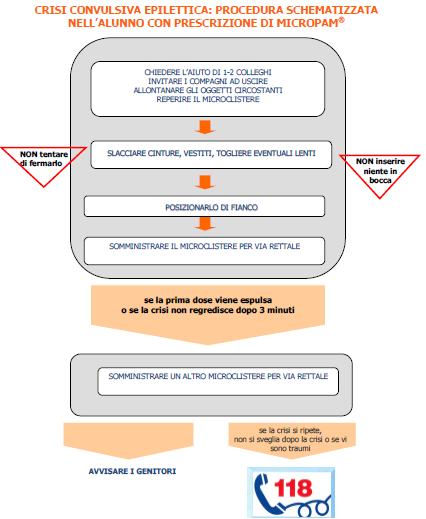 CRISI CONVULSIVA EPILETTICA: PROCEDURA SCHEMATIZZATA
NELL'ALUNNO CON PRESCRIZIONE DI MICROPAM®
CHIEDERE L'AIUTO DI 1-2 COLLEGHI
INVITARE I COMPAGNI AD USCIRE
ALLONTANARE GLI OGGETTI CIRCOSTANTI
REPERIRE IL MICROCLISTERE
NON tentare
di fermarlo
SLACCIARE CINTURE, VESTITI, TOGLIERE EVENTUALI LENTI
NON inserire
niente in
bocca
POSIZIONARLO DI FIANCO
SOMMINISTRARE IL MICROCLISTERE PER VIA RETTALE
se la prima dose viene espulsa
o se la crisi non regredisce dopo 3 minuti
SOMMINISTRARE UN ALTRO MICROCLISTERE PER VIA RETTALE
se la crisi si ripete,
non si sveglia dopo la crisi o se vi
sono traumi
AVVISARE I GENITORI
118